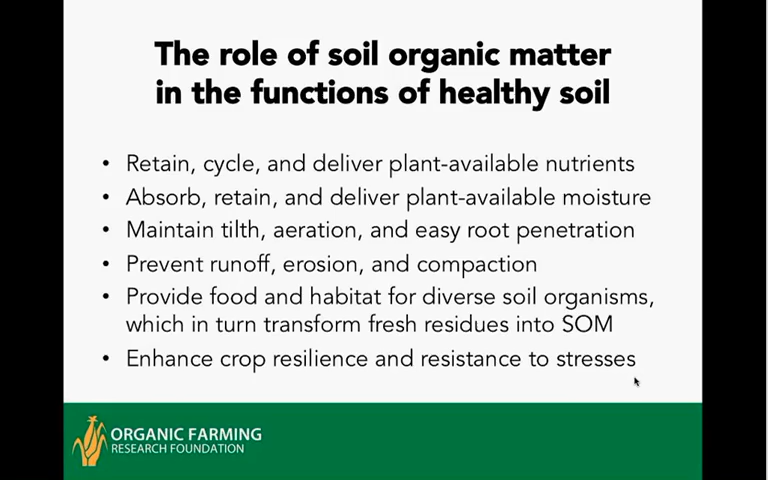 The role of soil organic matter
in the functions of healthy soil
• Retain, cycle, and deliver plant-available nutrients
• Absorb, retain, and deliver plant-available moisture
• Maintain tilth, aeration, and easy root penetration
• Prevent runoff, erosion, and compaction
• Provide food and habitat for diverse soil organisms,
which in turn transform fresh residues into SOM
• Enhance crop resilience and resistance to stresses
ORGANIC FARMING
RESEARCH FOUNDATION